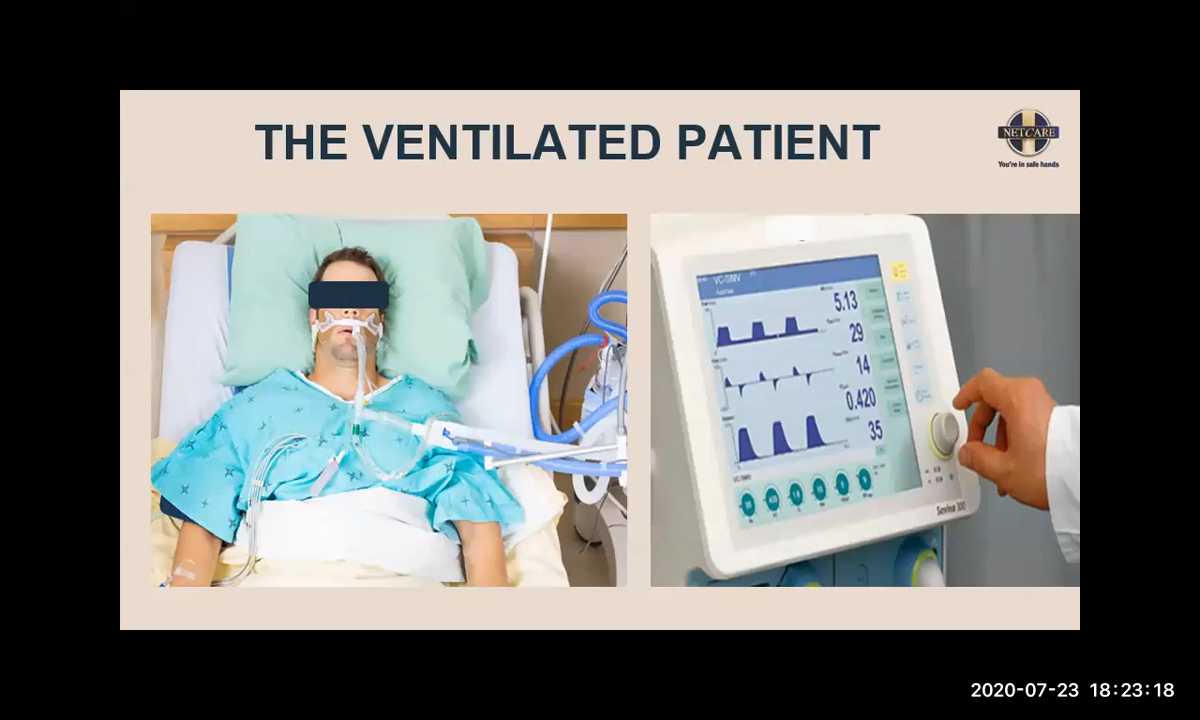 THE VENTILATED PATIENT
NETCARE
You're in safe hands
VC-SIMV
5.13
29
14
0.420
35
Savina 300
2020-07-23 18:23:18